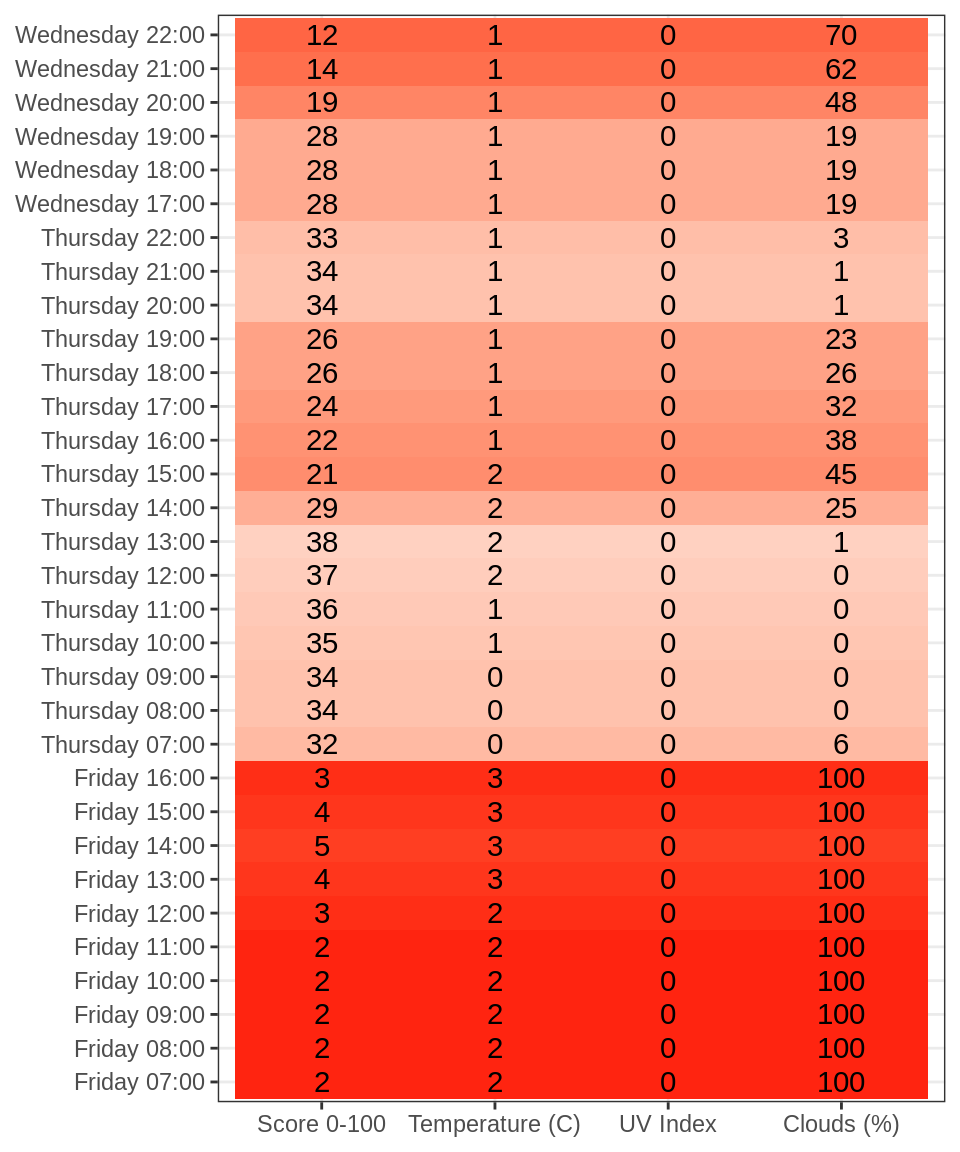 Wednesday 22:00 12 1 0 70
Wednesday 21:00 14 1 0 62
Wednesday 20:00 19 1 0 48
Wednesday 19:00 28 1 0 19
Wednesday 18:00 28 1 0 19
Wednesday 17:00 28 1 0 19
Thursday 22:00 33 1 0 3
Thursday 21:00 34 1 0 1
Thursday 20:00 34 1 0 1
Thursday 19:00 26 1 0 23
Thursday 18:00 26 1 0 26
Thursday 17:00 24 1 0 32
Thursday 16:00 22 1 0 38
Thursday 15:00 21 2 0 45
Thursday 14:00 29 2 0 25
Thursday 13:00 38 2 0 1
Thursday 12:00 37 2 0 0
Thursday 11:00 36 1 0 0
Thursday 10:00 35 1 0 0
Thursday 09:00 34 0 0 0
Thursday 08:00 34 0 0 0
Thursday 07:00 32 0 0 6
Friday 16:00 3 3 0 100
Friday 15:00 4 3 0 100
Friday 14:00 5 3 0 100
Friday 13:00 4 3 0 100
Friday 12:00 3 2 0 100
Friday 11:00 2 2 0 100
Friday 10:00 2 2 0 100
Friday 09:00 2 2 0 100
Friday 08:00 2 2 0 100
Friday 07:00 2 2 0 100
Score 0-100 Temperature (C) UV Index Clouds (%)